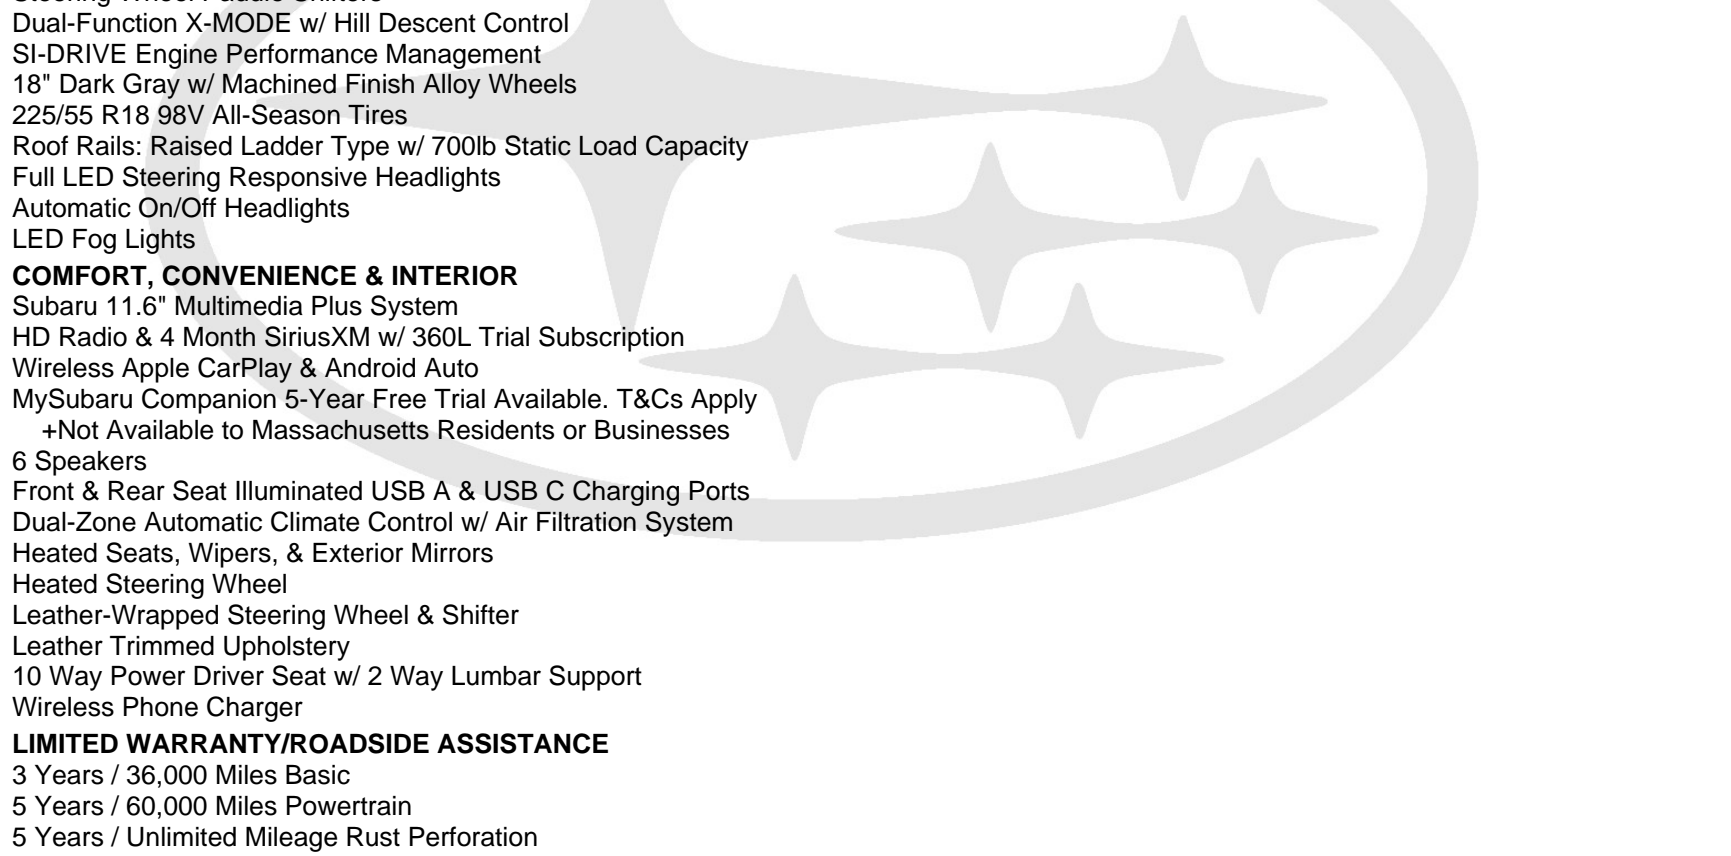 Steering Wheel Paddle Shifters
Dual-Function X-MODE w/ Hill Descent Control
SI-DRIVE Engine Performance Management
18" Dark Gray w/ Machined Finish Alloy Wheels
225/55 R18 98V All-Season Tires
Roof Rails: Raised Ladder Type w/ 700lb Static Load Capacity
Full LED Steering Responsive Headlights
Automatic On/Off Headlights
LED Fog Lights
COMFORT, CONVENIENCE & INTERIOR
Subaru 11.6" Multimedia Plus System
HD Radio & 4 Month SiriusXM w/ 360L Trial Subscription
Wireless Apple CarPlay & Android Auto
MySubaru Companion 5-Year Free Trial Available. T&Cs Apply
+Not Available to Massachusetts Residents or Businesses
6 Speakers
Front & Rear Seat Illuminated USB A & USB C Charging Ports
Dual-Zone Automatic Climate Control w/ Air Filtration System
Heated Seats, Wipers, & Exterior Mirrors
Heated Steering Wheel
Leather-Wrapped Steering Wheel & Shifter
Leather Trimmed Upholstery
10 Way Power Driver Seat w/ 2 Way Lumbar Support
Wireless Phone Charger
LIMITED WARRANTY/ROADSIDE ASSISTANCE
3 Years / 36,000 Miles Basic
5 Years / 60,000 Miles Powertrain
5 Years / Unlimited Mileage Rust Perforation